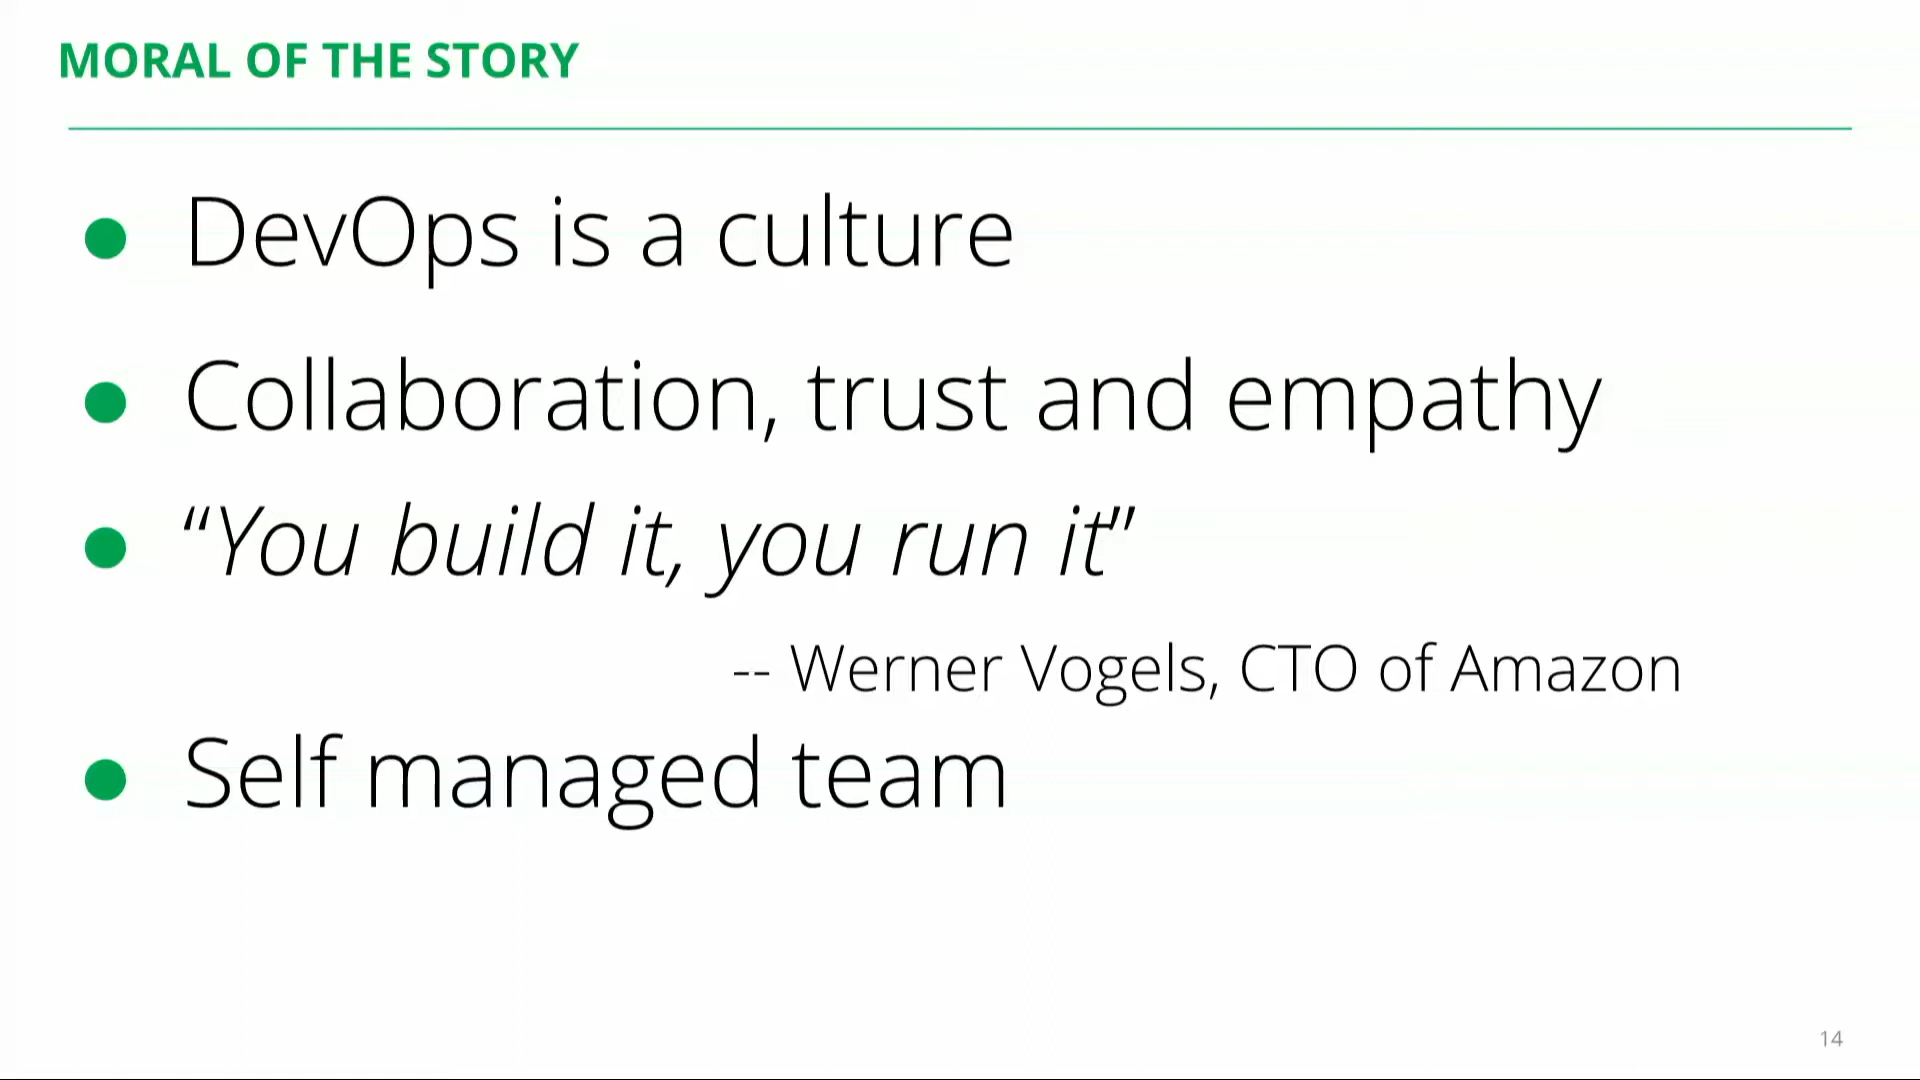 MORAL OF THE STORY
● DevOps is a culture
● Collaboration, trust and empathy
● “You build it, you run it”
-- Werner Vogels, CTO of Amazon
● Self managed team
14